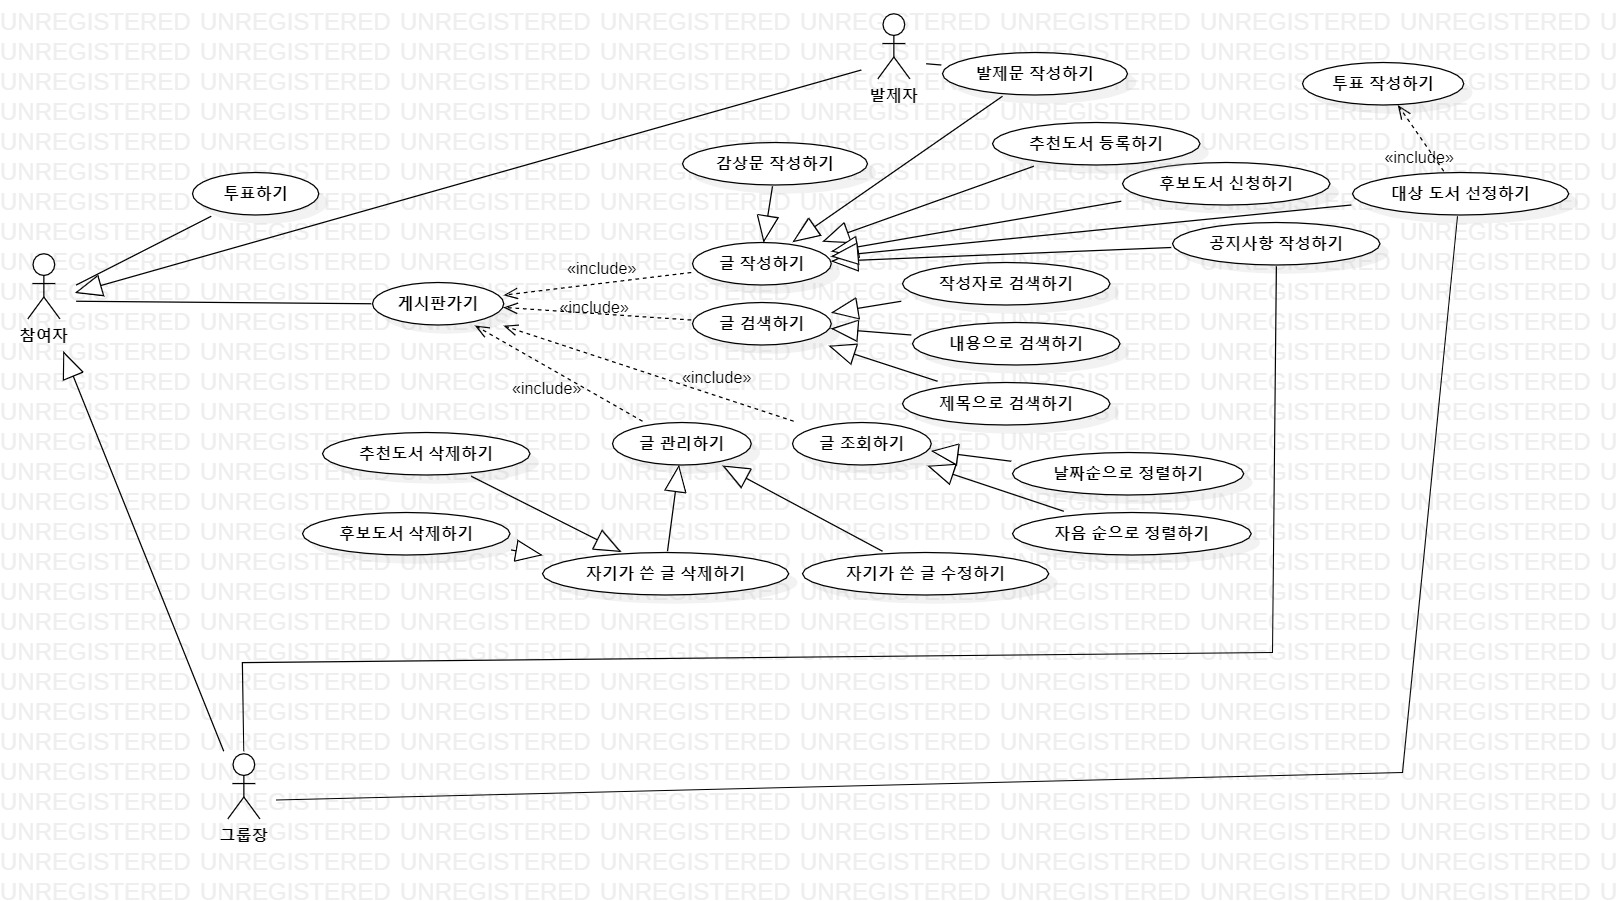 발제자
발제문 작성하기
투표 작성하기
추천도서 등록하기
감상문 작성하기
«include»
후보도서 신청하기
대상 도서 선정하기
투표하기
공지사항 작성하기
글 작성하기
«include»
작성자로 검색하기
게시판가기
«include»
글 검색하기
참여자
내용으로 검색하기
«include»
«include»
제목으로 검색하기
추천도서 삭제하기
글 관리하기
글 조회하기
날짜순으로 정렬하기
후보도서 삭제하기
자음 순으로 정렬하기
자기가 쓴 글 삭제하기
자기가 쓴 글 수정하기
그룹장
UNREGISTERED